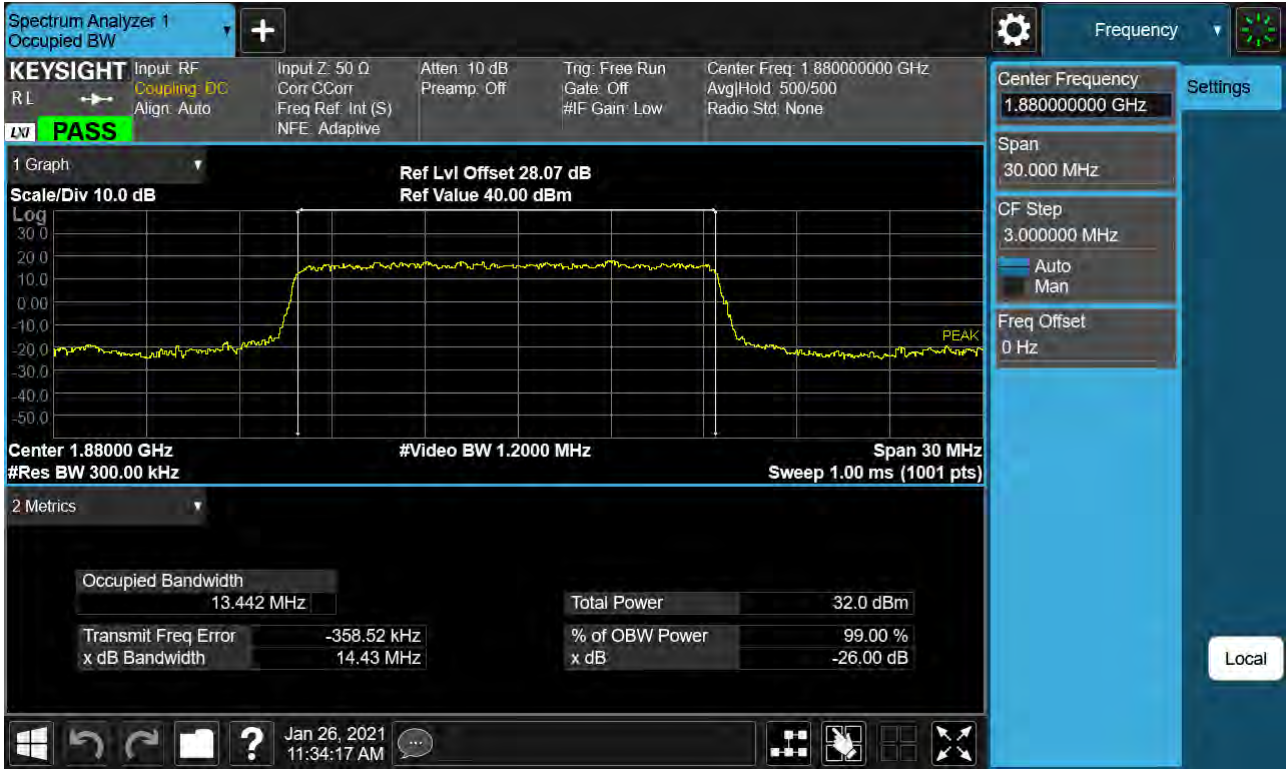 Spectrum Analyzer 1
Occupied BW
Frequency
KEYSIGHT
RL
LXI
PASS
Input: RF
Coupling: DC
Align: Auto
Input Z: 50 Ω
Corr CCorr
Freq Ref: Int (S)
NFE: Adaptive
Atten: 10 dB
Preamp: Off
Trig: Free Run
Gate: Off
#IF Gain: Low
Center Freq: 1.880000000 GHz
Avg|Hold: 500/500
Radio Std: None
Center Frequency
1.880000000 GHz
Settings
Span
30.000 MHz
CF Step
3.000000 MHz
Auto
Man
Freq Offset
0 Hz
1 Graph
Ref Lvl Offset 28.07 dB
Scale/Div 10.0 dB
Ref Value 40.00 dBm
Log
30.0
20.0
10.0
0.00
-10.0
-20.0
-30.0
-40.0
-50.0
PEAK
Center 1.88000 GHz
#Video BW 1.2000 MHz
Span 30 MHz
#Res BW 300.00 kHz
Sweep 1.00 ms (1001 pts)
2 Metrics
Occupied Bandwidth
13.442 MHz
Total Power 32.0 dBm
Transmit Freq Error -358.52 kHz
% of OBW Power 99.00 %
x dB Bandwidth 14.43 MHz
x dB -26.00 dB
Local
?
Jan 26, 2021
11:34:17 AM